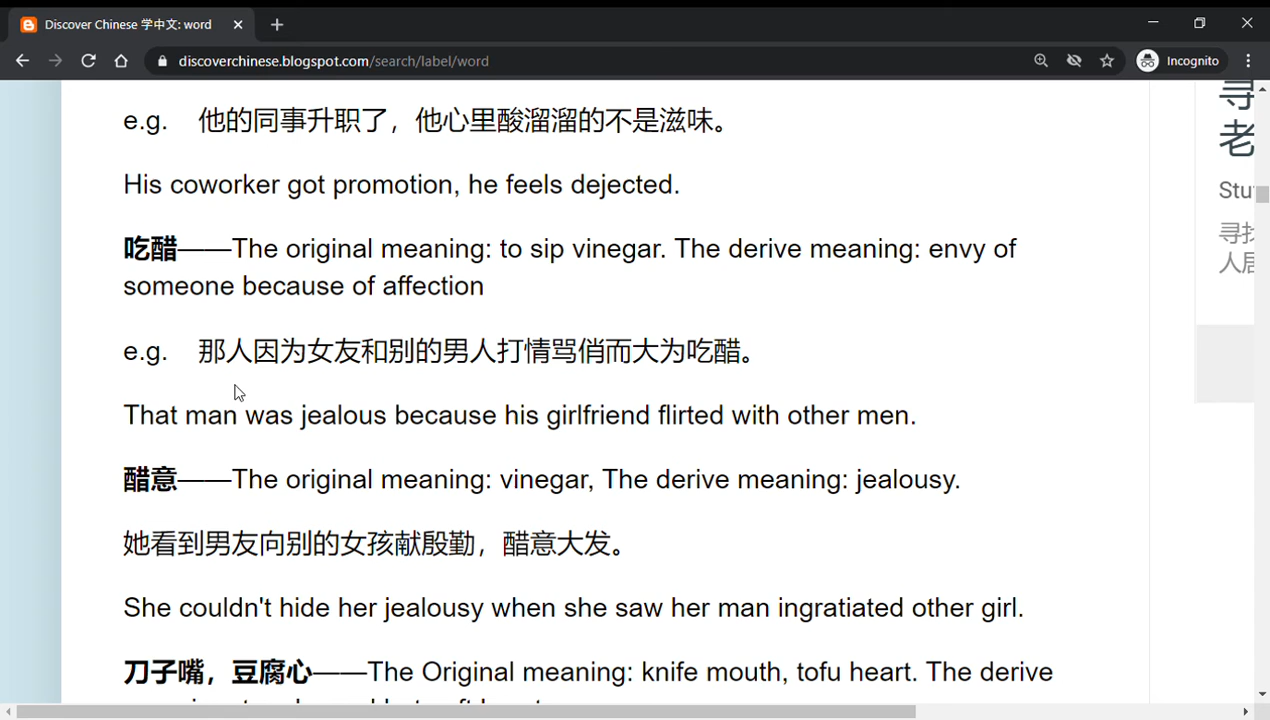 Discover Chinese 学中文: word
discoverchinese.blogspot.com/search/label/word
Incognito
e.g. 他的同事升职了，他心里酸溜溜的不是滋味。
His coworker got promotion, he feels dejected.
吃醋——The original meaning: to sip vinegar. The derive meaning: envy of
someone because of affection
e.g. 那人因为女友和别的男人打情骂俏而大为吃醋。
That man was jealous because his girlfriend flirted with other men.
醋意——The original meaning: vinegar, The derive meaning: jealousy.
她看到男友向别的女孩献殷勤，醋意大发。
She couldn't hide her jealousy when she saw her man ingratiated other girl.
刀子嘴，豆腐心——The Original meaning: knife mouth, tofu heart. The derive
老
寻
人